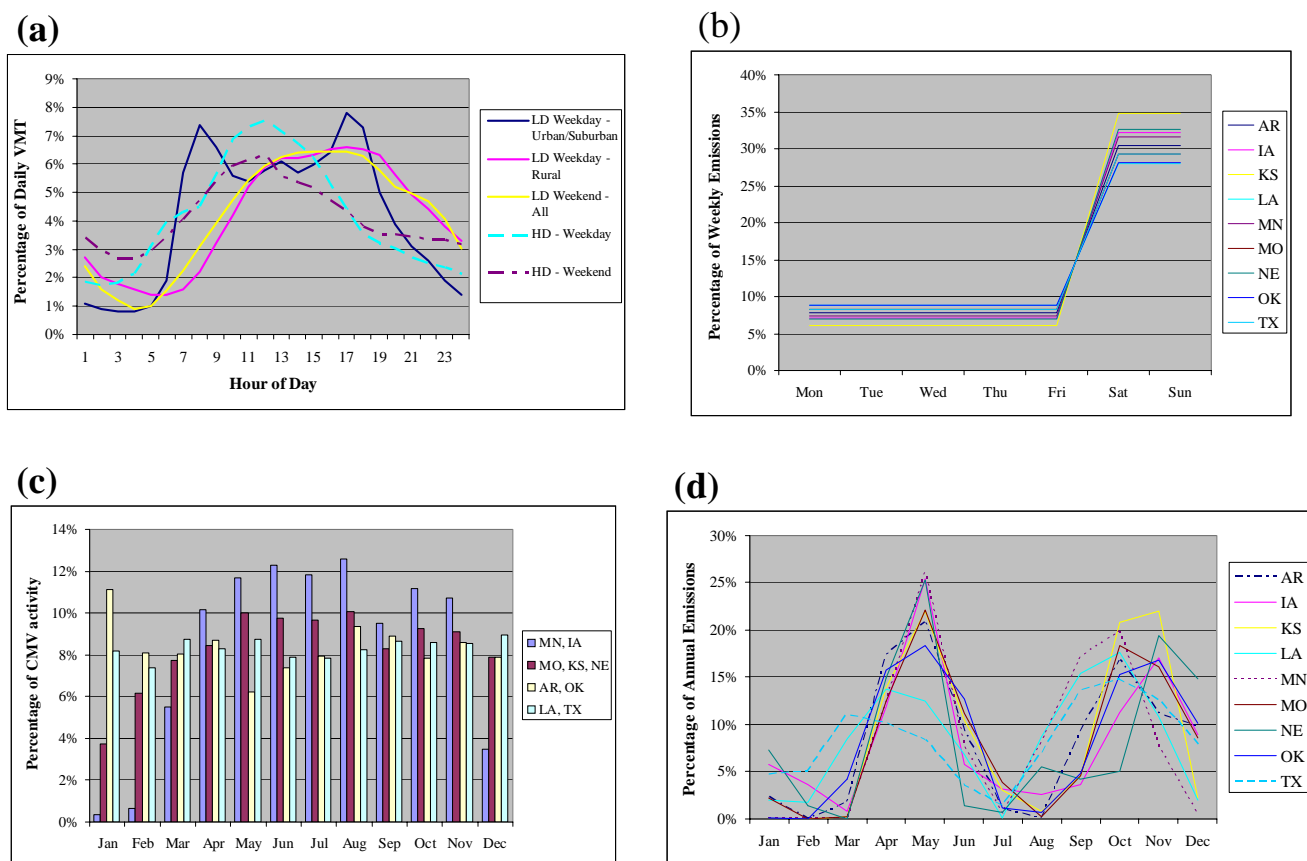 (a)
Percentage of Daily VMT
9%
8%
7%
6%
5%
4%
3%
2%
1%
0%
1 3 5 7 9 11 13 15 17 19 21 23
Hour of Day
LD Weekday -
Urban/Suburban
LD Weekday -
Rural
LD Weekend -
All
HD - Weekday
HD - Weekend
(b)
Percentage of Weekly Emissions
40%
35%
30%
25%
20%
15%
10%
5%
0%
Mon Tue Wed Thu Fri Sat Sun
AR
IA
KS
LA
MN
MO
NE
OK
TX
(c)
Percentage of CMV activity
14%
12%
10%
8%
6%
4%
2%
0%
Jan Feb Mar Apr May Jun Jul Aug Sep Oct Nov Dec
MN, IA
MO, KS, NE
AR, OK
LA, TX
(d)
Percentage of Annual Emissions
30%
25%
20%
15%
10%
5%
0%
Jan Feb Mar Apr May Jun Jul Aug Sep Oct Nov Dec
AR
IA
KS
LA
MN
MO
NE
OK
TX